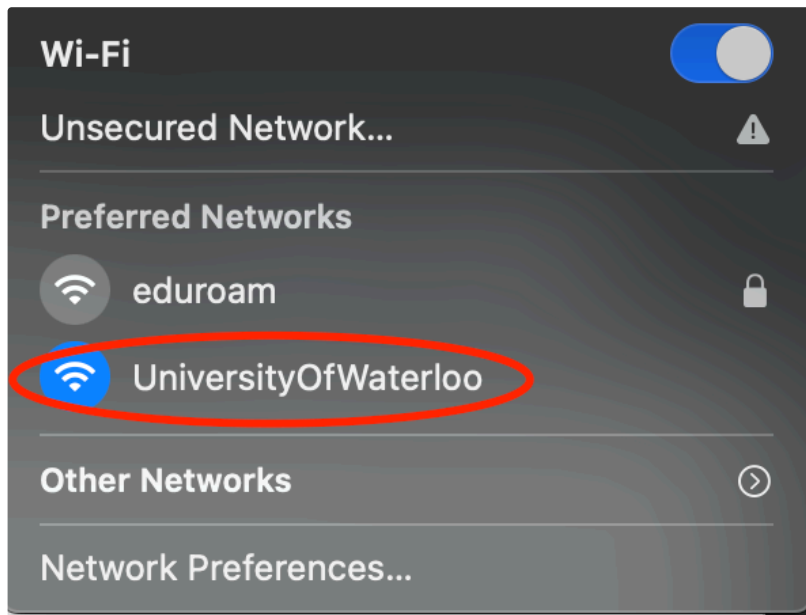 Wi-Fi
Unsecured Network...
Preferred Networks
eduroam
UniversityOfWaterloo
Other Networks
Network Preferences...